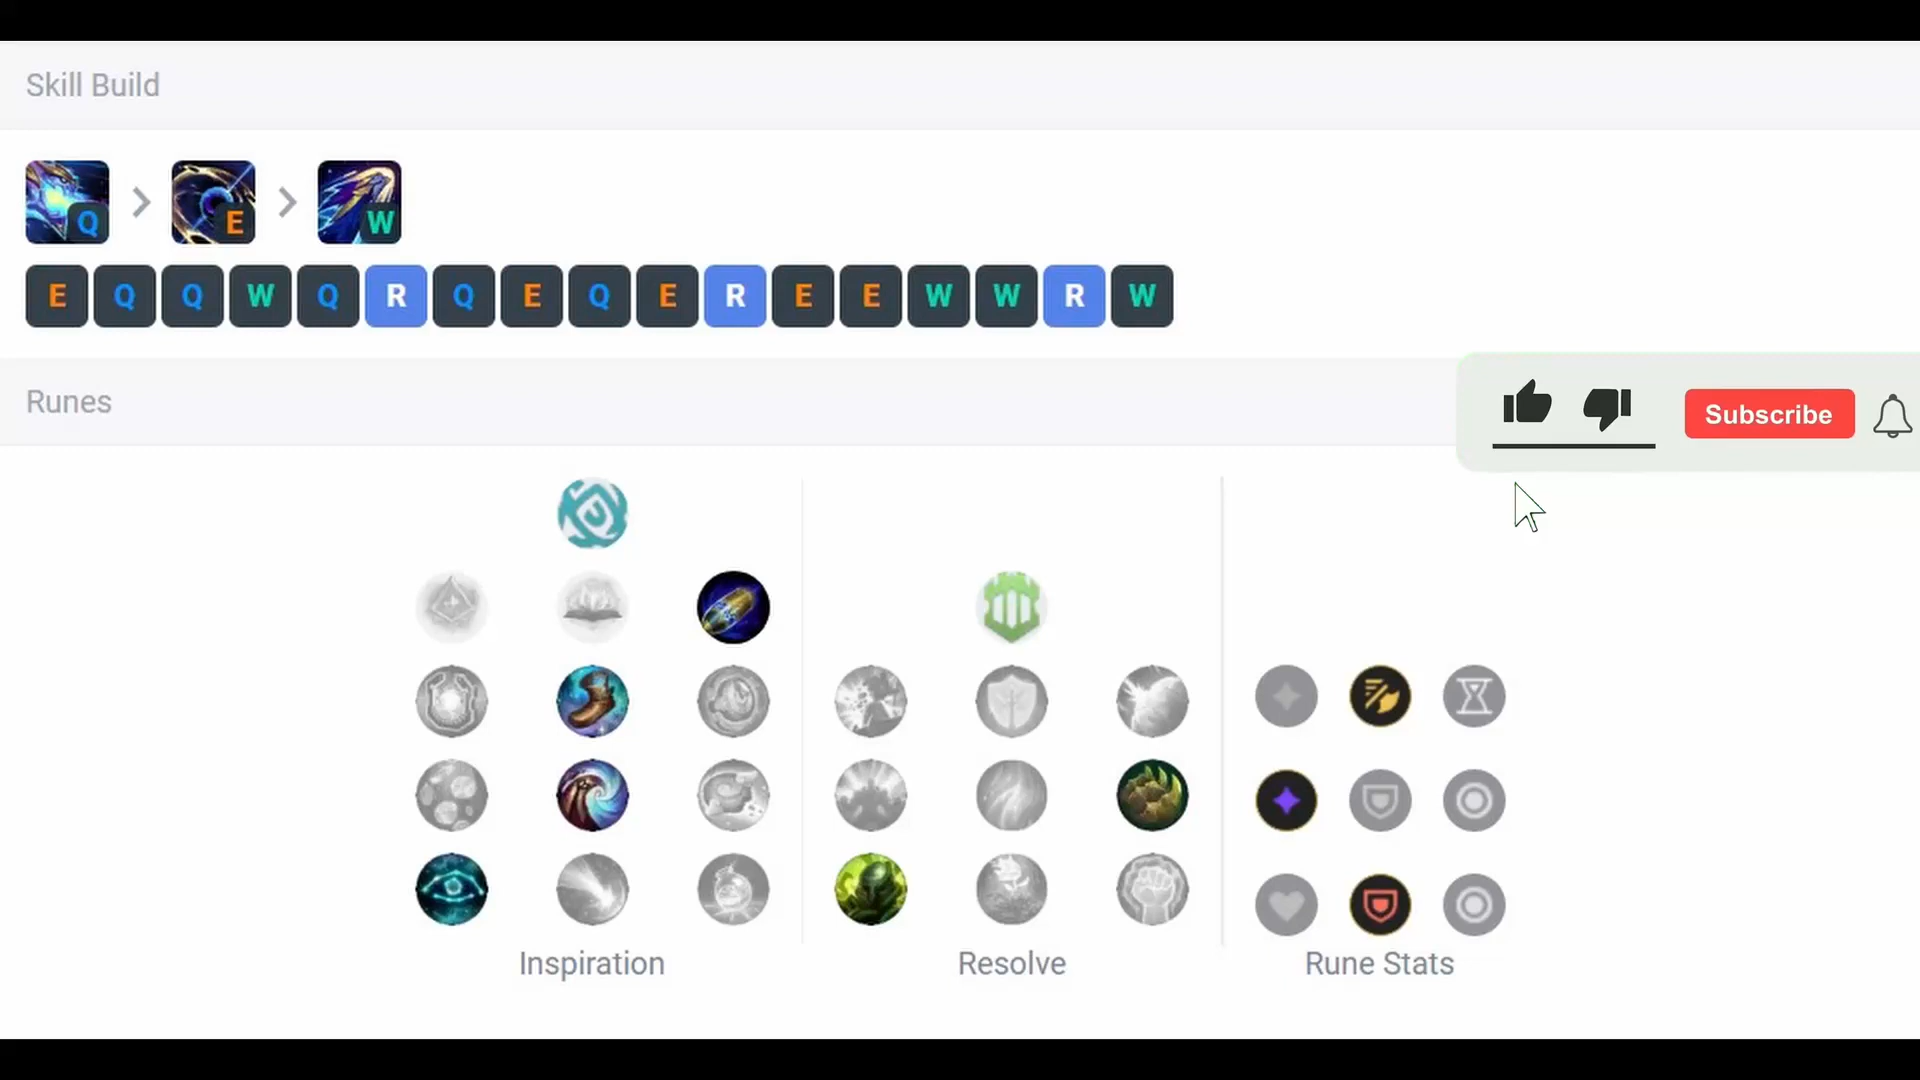 Skill Build
Q E W
E Q Q W Q R Q E Q E R E E W W R W
Runes
Subscribe
Inspiration Resolve Rune Stats